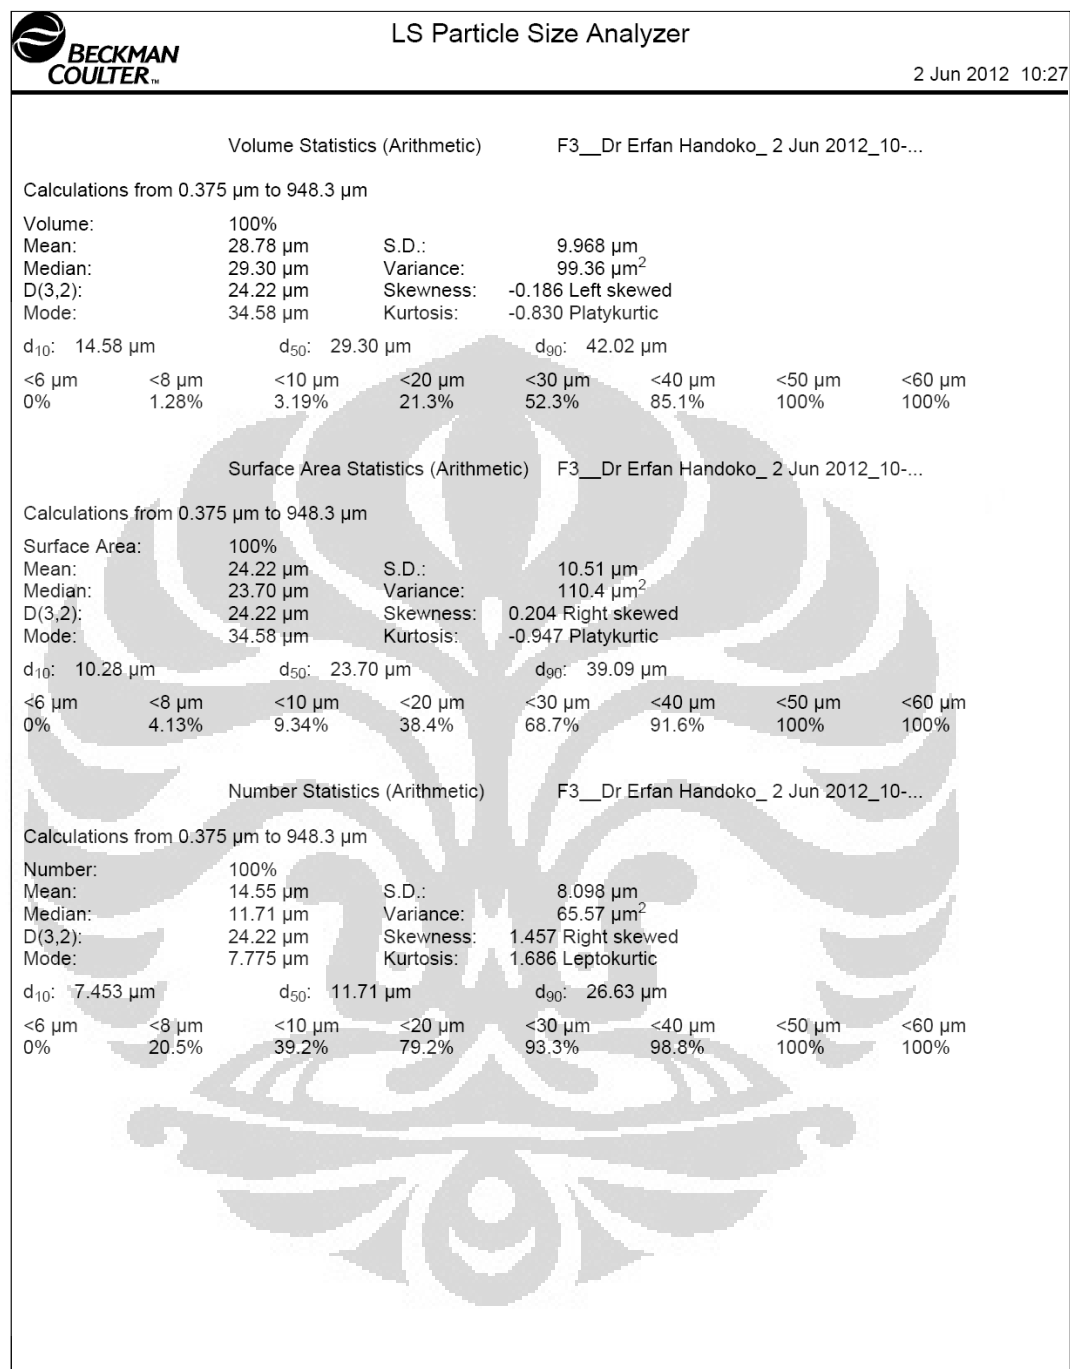 LS Particle Size Analyzer
BECKMAN
COULTER™
2 Jun 2012 10:27
Volume Statistics (Arithmetic) F3__Dr Erfan Handoko_ 2 Jun 2012_10-...
Calculations from 0.375 µm to 948.3 µm
Volume: 100%
Mean: 28.78 µm S.D.: 9.968 µm
Median: 29.30 µm Variance: 99.36 µm²
D(3,2): 24.22 µm Skewness: -0.186 Left skewed
Mode: 34.58 µm Kurtosis: -0.830 Platykurtic
d₁₀: 14.58 µm d₅₀: 29.30 µm d₉₀: 42.02 µm
<6 µm <8 µm <10 µm <20 µm <30 µm <40 µm <50 µm <60 µm
0% 1.28% 3.19% 21.3% 52.3% 85.1% 100% 100%
Surface Area Statistics (Arithmetic) F3__Dr Erfan Handoko_ 2 Jun 2012_10-...
Calculations from 0.375 µm to 948.3 µm
Surface Area: 100%
Mean: 24.22 µm S.D.: 10.51 µm
Median: 23.70 µm Variance: 110.4 µm²
D(3,2): 24.22 µm Skewness: 0.204 Right skewed
Mode: 34.58 µm Kurtosis: -0.947 Platykurtic
d₁₀: 10.28 µm d₅₀: 23.70 µm d₉₀: 39.09 µm
<6 µm <8 µm <10 µm <20 µm <30 µm <40 µm <50 µm <60 µm
0% 4.13% 9.34% 38.4% 68.7% 91.6% 100% 100%
Number Statistics (Arithmetic) F3__Dr Erfan Handoko_ 2 Jun 2012_10-...
Calculations from 0.375 µm to 948.3 µm
Number: 100%
Mean: 14.55 µm S.D.: 8.098 µm
Median: 11.71 µm Variance: 65.57 µm²
D(3,2): 24.22 µm Skewness: 1.457 Right skewed
Mode: 7.775 µm Kurtosis: 1.686 Leptokurtic
d₁₀: 7.453 µm d₅₀: 11.71 µm d₉₀: 26.63 µm
<6 µm <8 µm <10 µm <20 µm <30 µm <40 µm <50 µm <60 µm
0% 20.5% 39.2% 79.2% 93.3% 98.8% 100% 100%